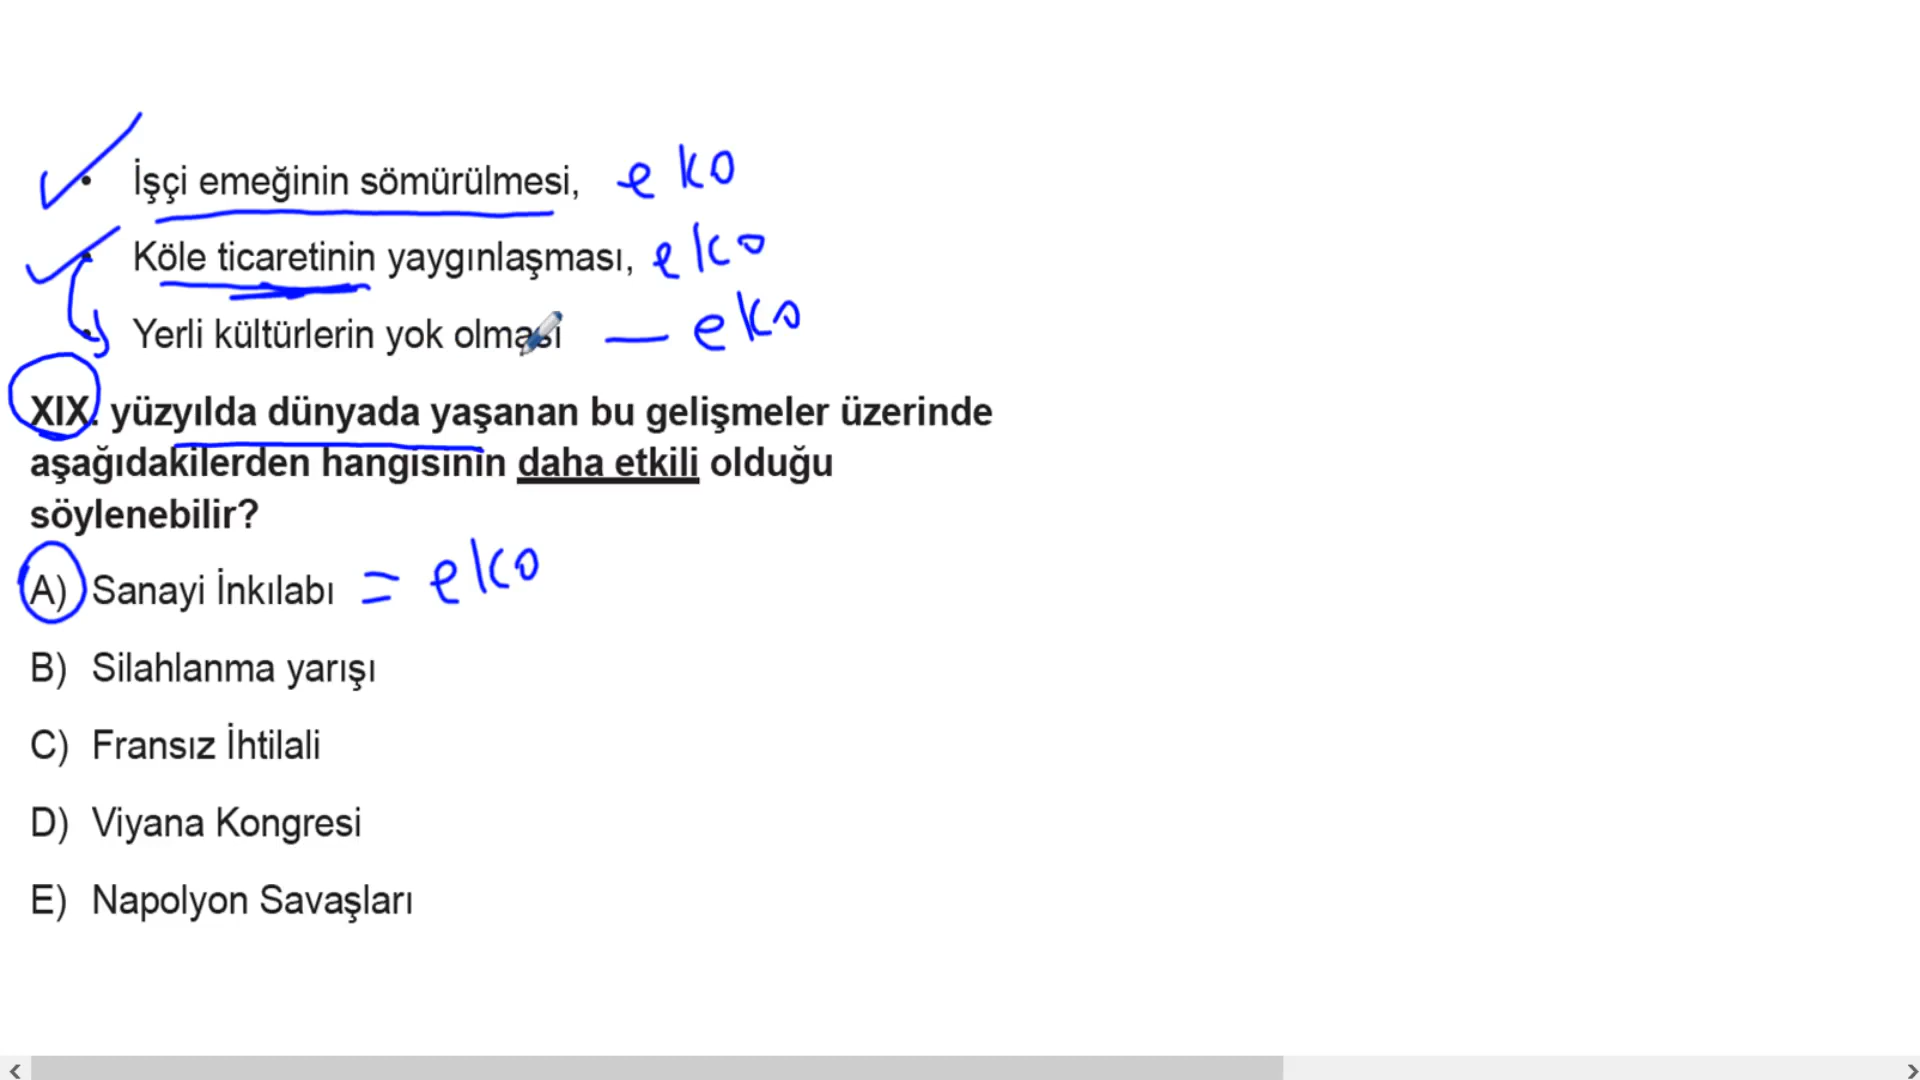 • İşçi emeğinin sömürülmesi, eko
• Köle ticaretinin yaygınlaşması, eko
• Yerli kültürlerin yok olması — eko
XIX. yüzyılda dünyada yaşanan bu gelişmeler üzerinde
aşağıdakilerden hangisinin daha etkili olduğu
söylenebilir?
A) Sanayi İnkılabı = eko
B) Silahlanma yarışı
C) Fransız İhtilali
D) Viyana Kongresi
E) Napolyon Savaşları